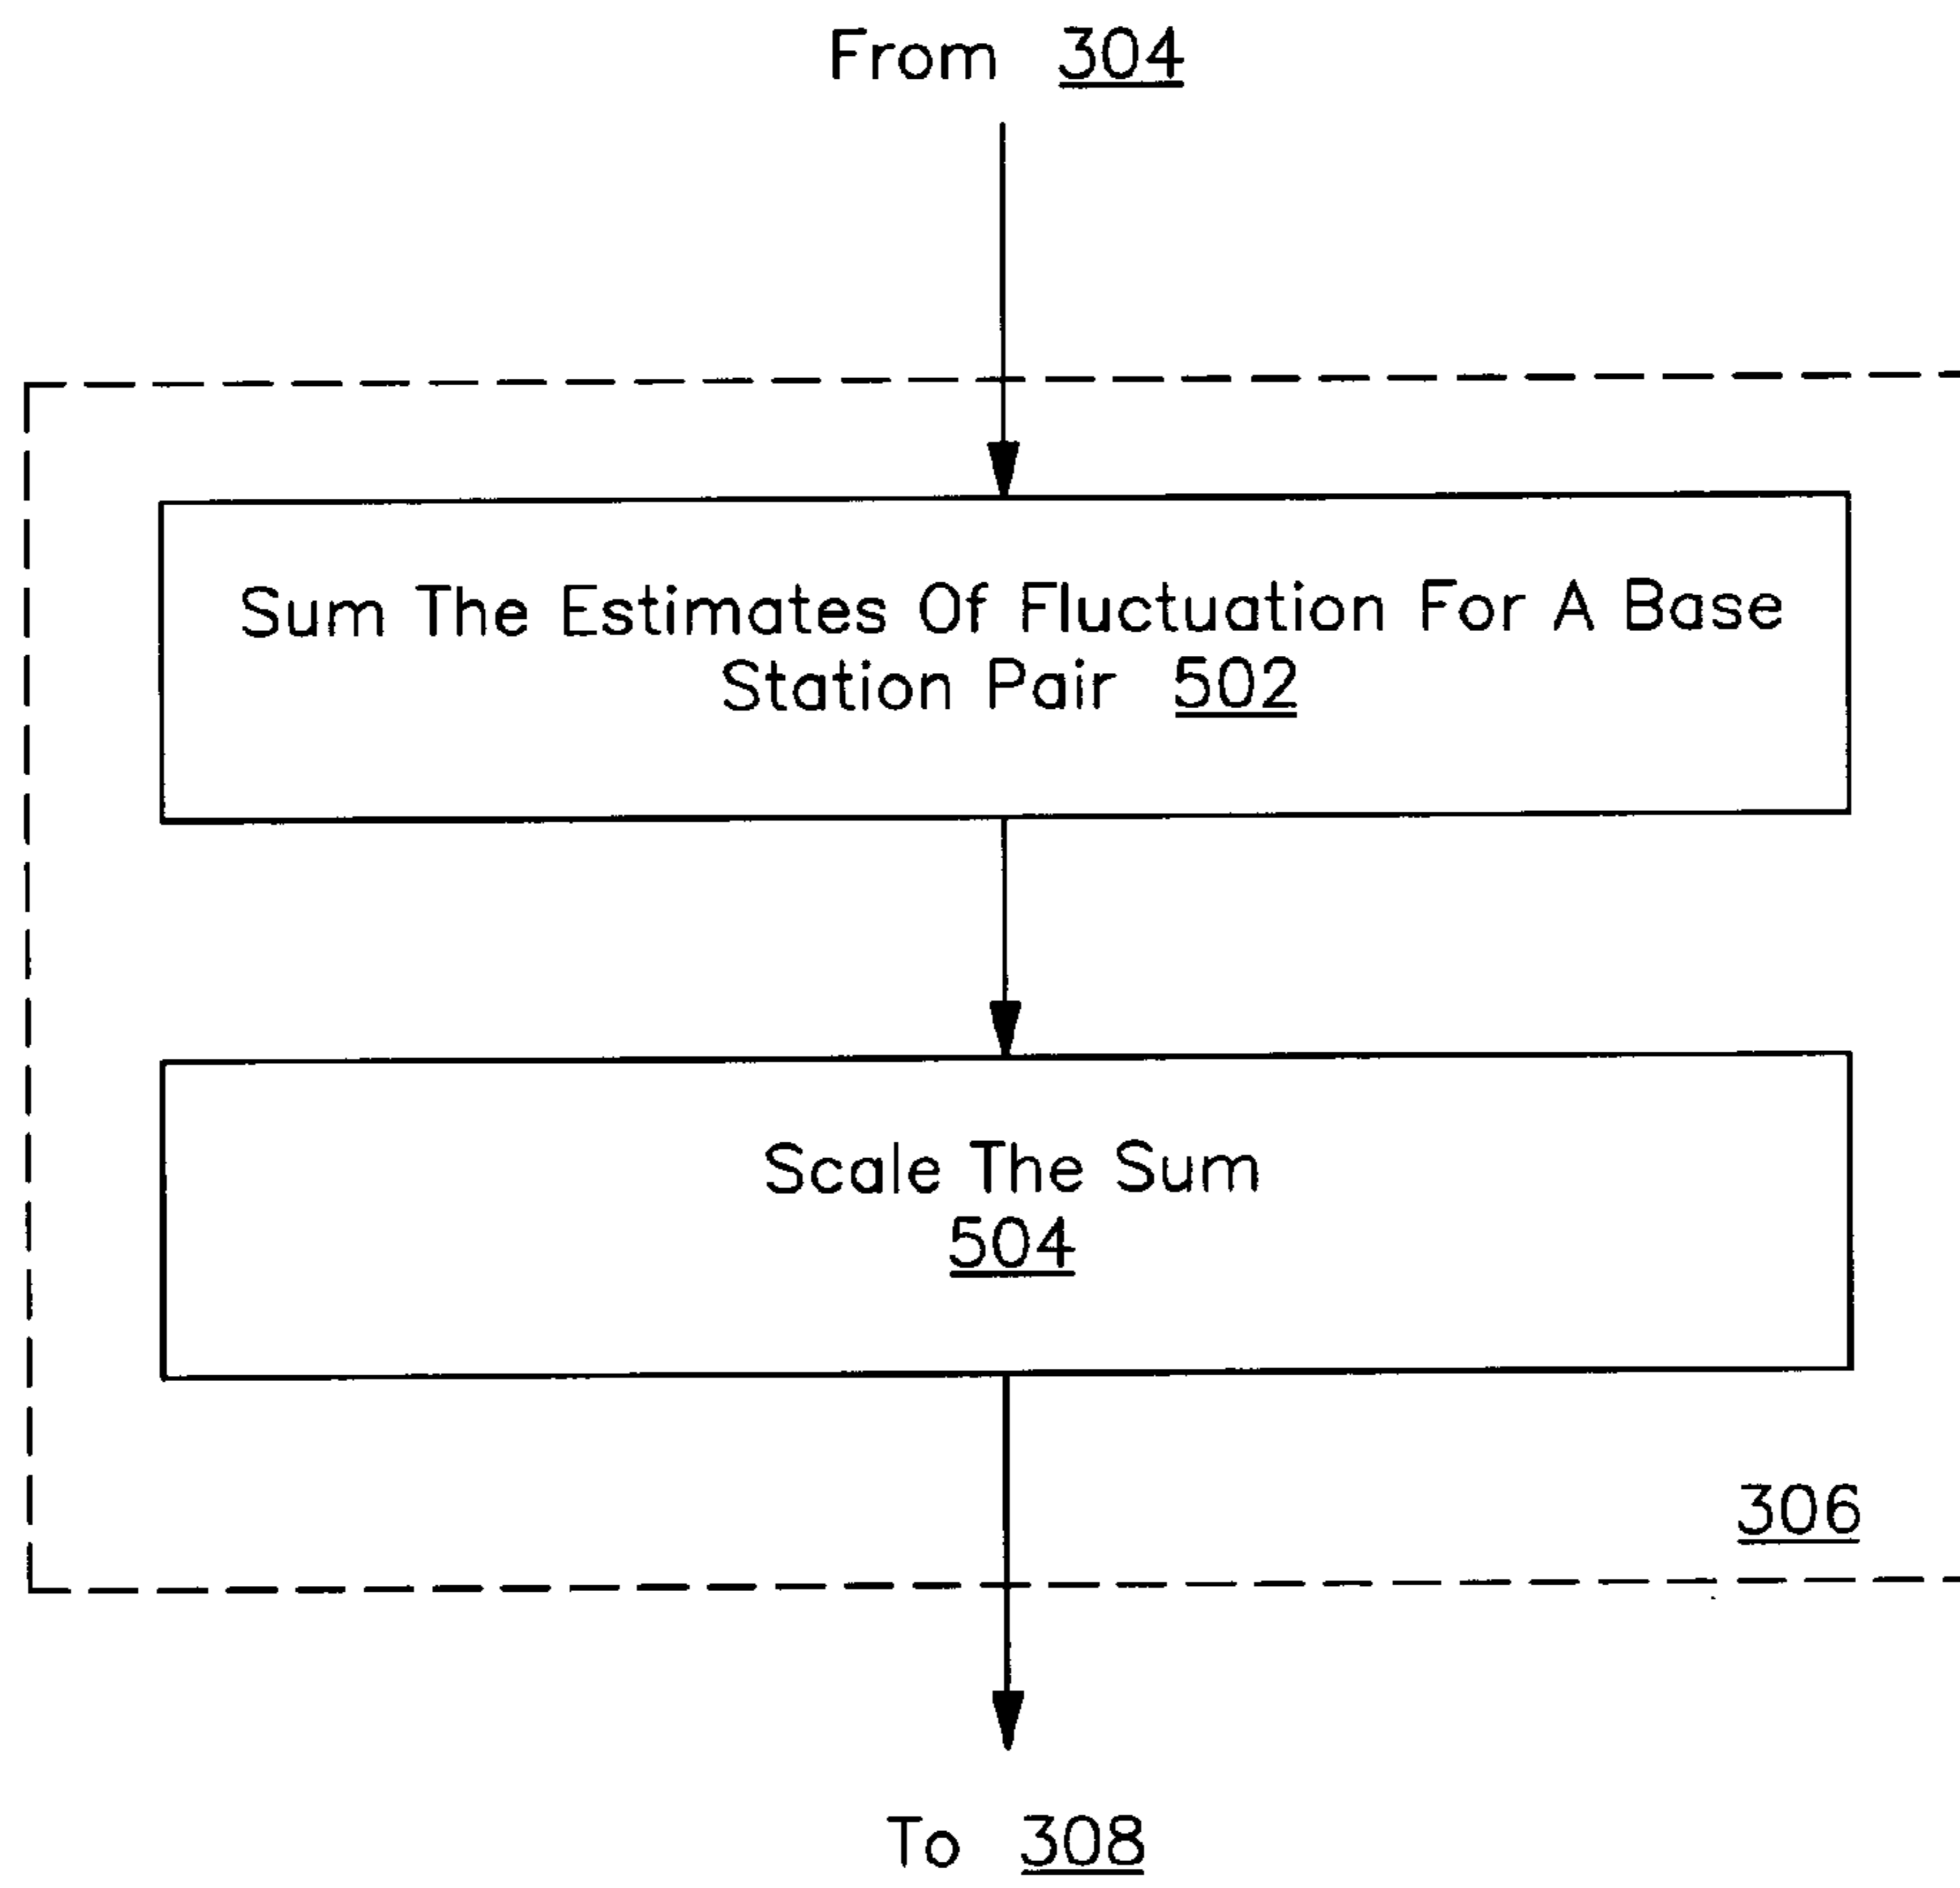 From 304
Sum The Estimates Of Fluctuation For A Base
Station Pair 502
Scale The Sum
504
306
To 308